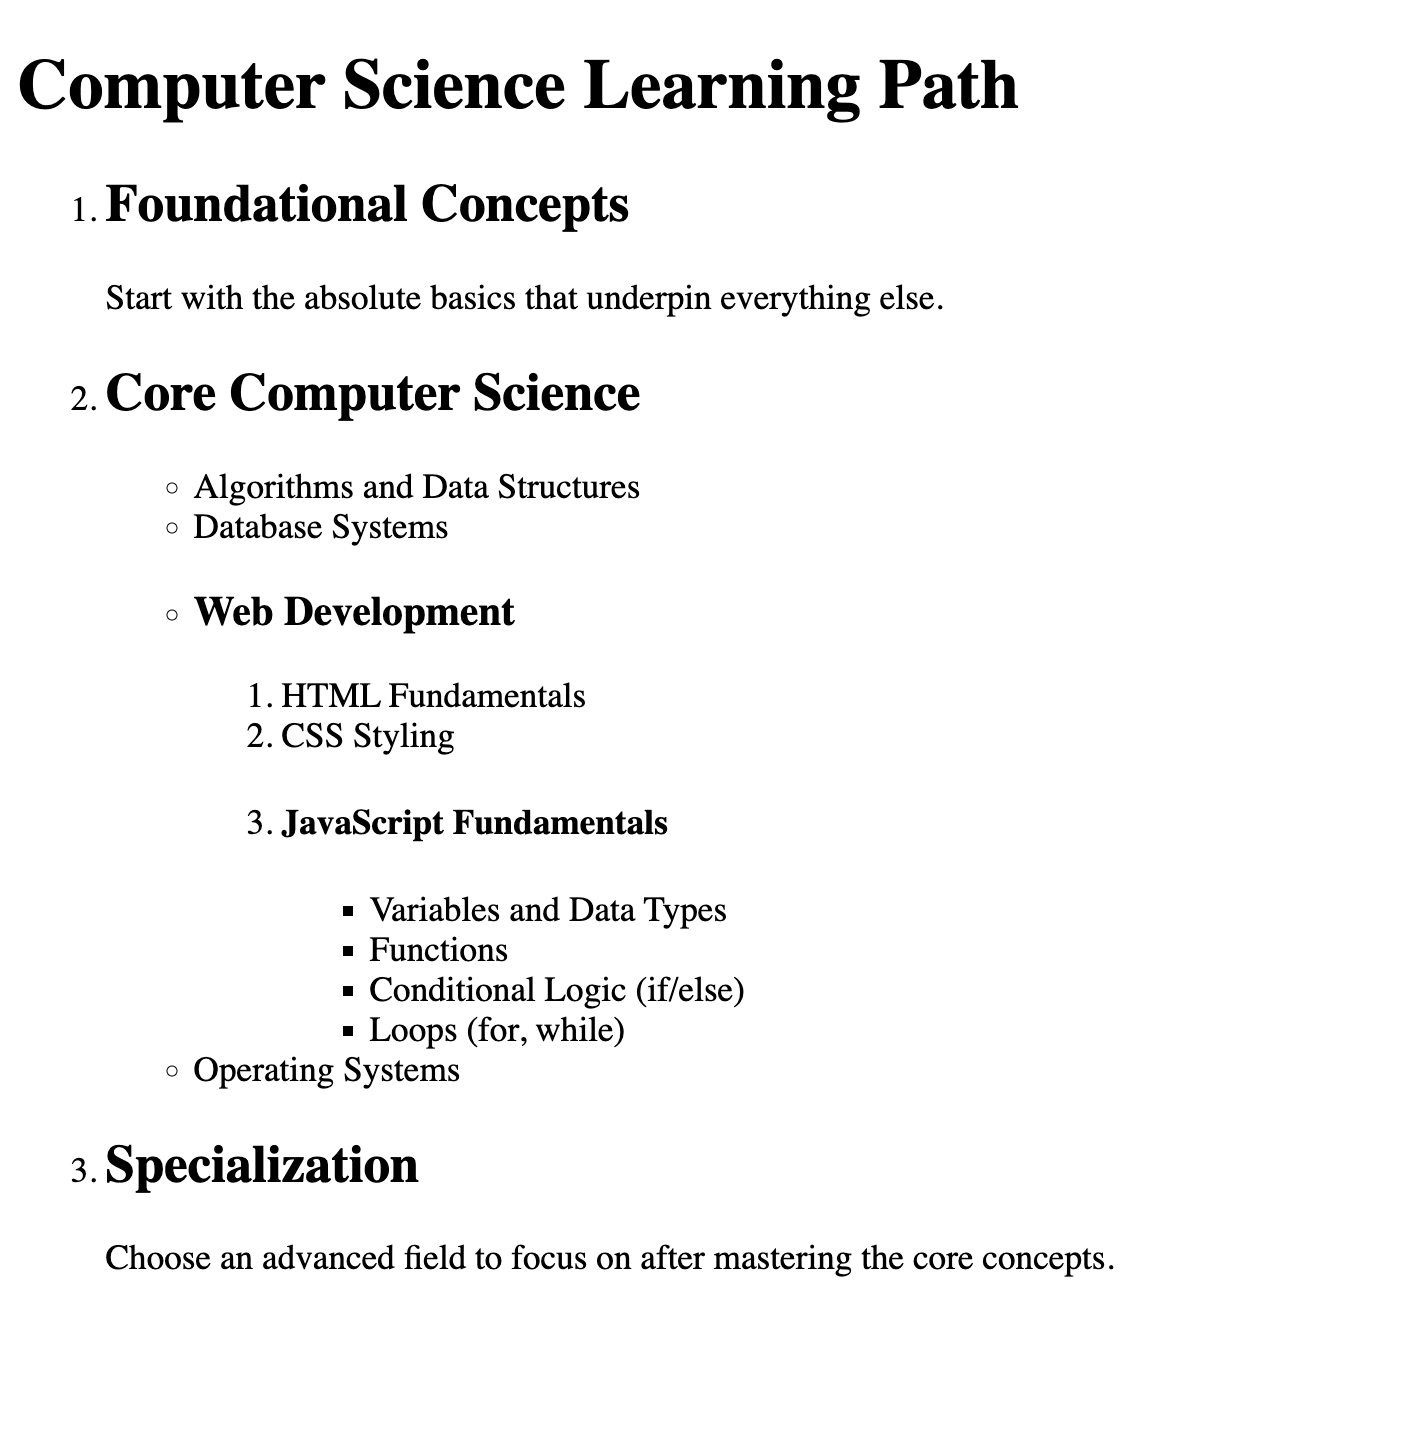 Computer Science Learning Path
1. Foundational Concepts
Start with the absolute basics that underpin everything else.
2. Core Computer Science
Algorithms and Data Structures
Database Systems
Web Development
1. HTML Fundamentals
2. CSS Styling
3. JavaScript Fundamentals
Variables and Data Types
Functions
Conditional Logic (if/else)
Loops (for, while)
Operating Systems
3. Specialization
Choose an advanced field to focus on after mastering the core concepts.